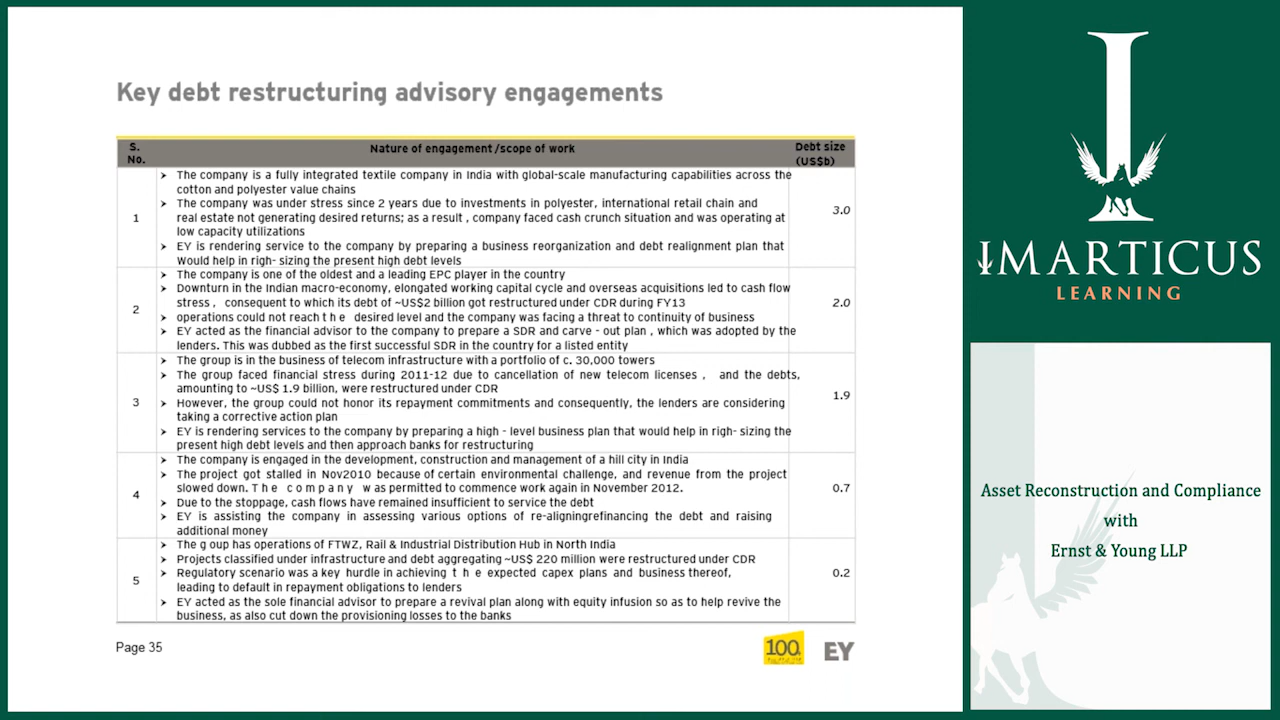 Key debt restructuring advisory engagements
S. No.
Nature of engagement/scope of work
Debt size (US$b)
1
The company is a fully integrated textile company in India with global-scale manufacturing capabilities across the
cotton and polyester value chains
The company was under stress since 2 years due to investments in polyester, international retail chain and
real estate not generating desired returns; as a result , company faced cash crunch situation and was operating at
low capacity utilizations
EY is rendering service to the company by preparing a business reorganization and debt realignment plan that
Would help in righ- sizing the present high debt levels
3.0
2
The company is one of the oldest and a leading EPC player in the country
Downturn in the Indian macro-economy, elongated working capital cycle and overseas acquisitions led to cash flow
stress , consequent to which its debt of ~US$2 billion got restructured under CDR during FY13
operations could not reach t h e desired level and the company was facing a threat to continuity of business
EY acted as the financial advisor to the company to prepare a SDR and carve - out plan , which was adopted by the
lenders. This was dubbed as the first successful SDR in the country for a listed entity
2.0
3
The group is in the business of telecom infrastructure with a portfolio of c. 30,000 towers
The group faced financial stress during 2011-12 due to cancellation of new telecom licenses , and the debts,
amounting to ~US$ 1.9 billion, were restructured under CDR
However, the group could not honor its repayment commitments and consequently, the lenders are considering
taking a corrective action plan
EY is rendering services to the company by preparing a high - level business plan that would help in righ- sizing the
present high debt levels and then approach banks for restructuring
1.9
4
The company is engaged in the development, construction and management of a hill city in India
The project got stalled in Nov2010 because of certain environmental challenge, and revenue from the project
slowed down. T h e c o m p a n y was permitted to commence work again in November 2012.
Due to the stoppage, cash flows have remained insufficient to service the debt
EY is assisting the company in assessing various options of re-aligningrefinancing the debt and raising
additional money
0.7
5
The g oup has operations of FTWZ, Rail & Industrial Distribution Hub in North India
Projects classified under infrastructure and debt aggregating ~US$ 220 million were restructured under CDR
Regulatory scenario was a key hurdle in achieving t h e expected capex plans and business thereof,
leading to default in repayment obligations to lenders
EY acted as the sole financial advisor to prepare a revival plan along with equity infusion so as to help revive the
business, as also cut down the provisioning losses to the banks
0.2
Page 35
100
EY
IMARTICUS
LEARNING
Asset Reconstruction and Compliance
with
Ernst & Young LLP